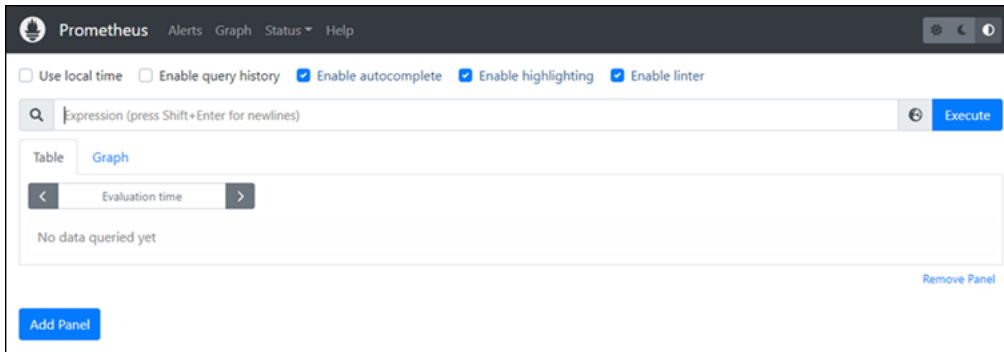 Prometheus Alerts Graph Status Help
Use local time Enable query history Enable autocomplete Enable highlighting Enable linter
Expression (press Shift+Enter for newlines) Execute
Table Graph
Evaluation time
No data queried yet
Remove Panel
Add Panel